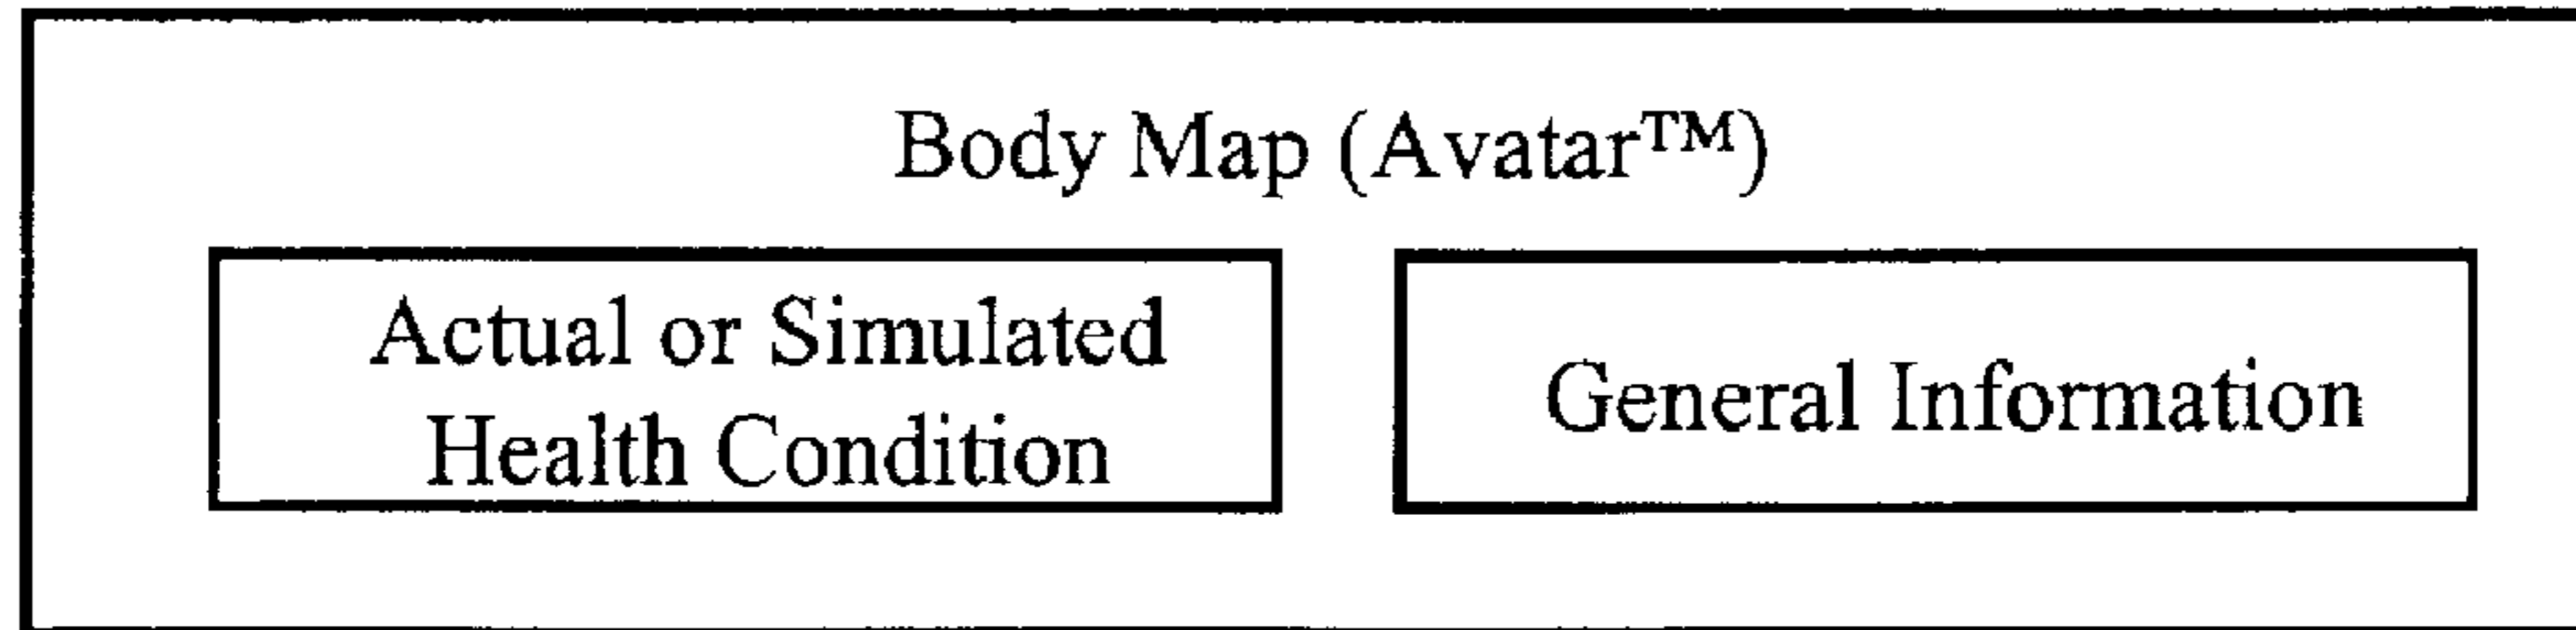 Body Map (Avatar™)
Actual or Simulated
Health Condition
General Information